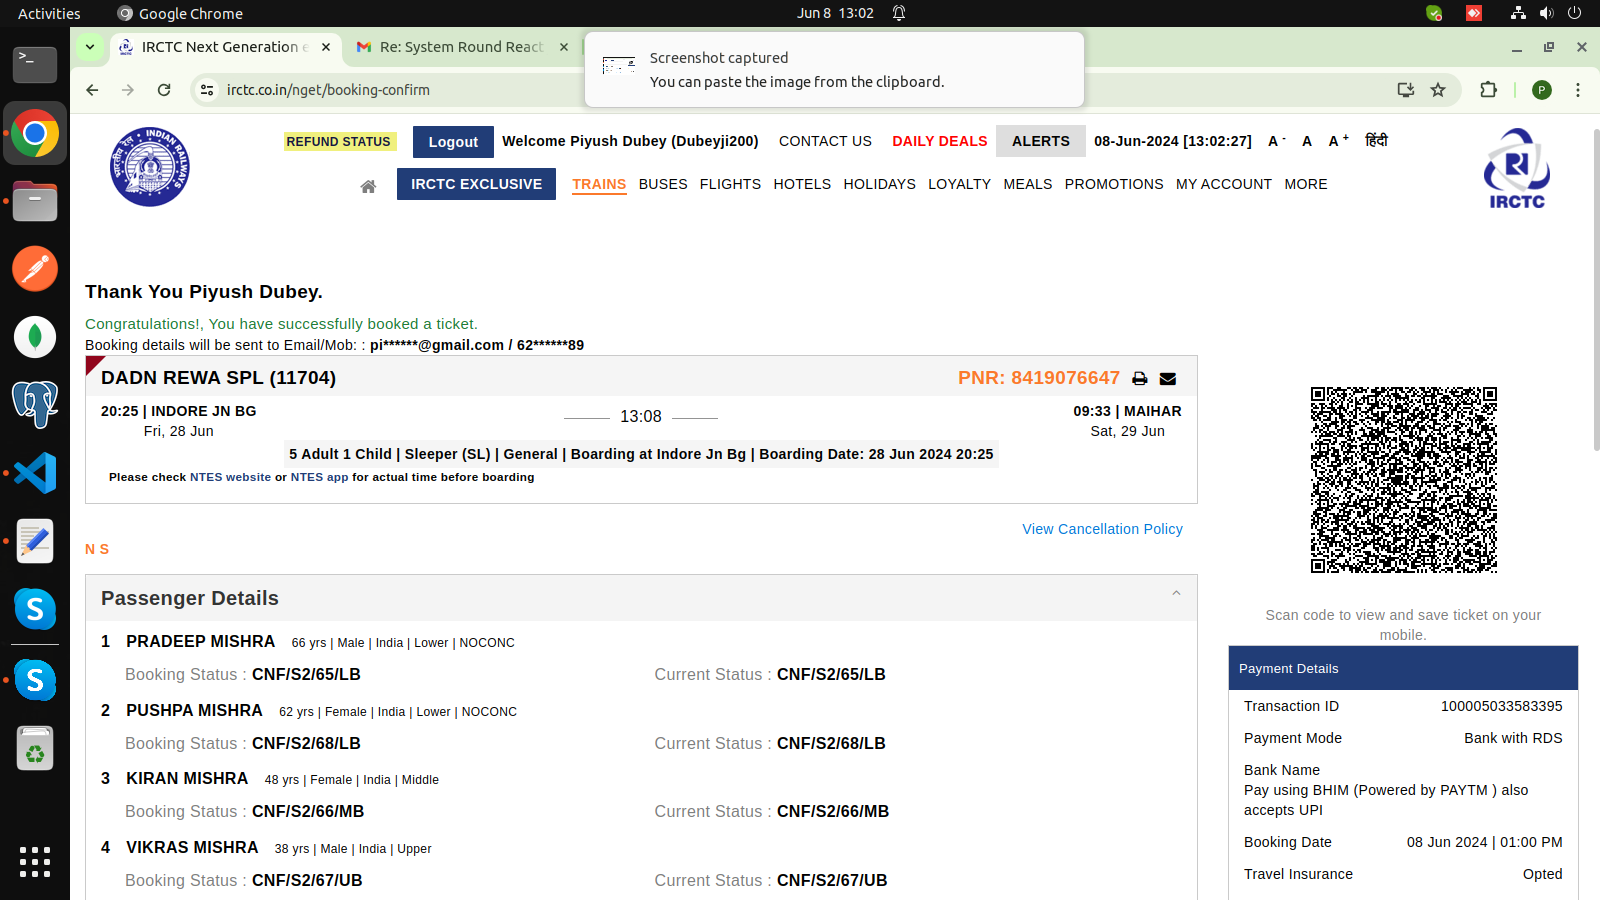 Activities Google Chrome Jun 8 13:02
IRCTC Next Generation e
Re: System Round React
Screenshot captured
You can paste the image from the clipboard.
irctc.co.in/nget/booking-confirm
P
INDIAN RAILWAYS
भारतीय रेल
REFUND STATUS Logout Welcome Piyush Dubey (Dubeyji200) CONTACT US DAILY DEALS ALERTS 08-Jun-2024 [13:02:27] A - A A + हिंदी
IRCTC EXCLUSIVE TRAINS BUSES FLIGHTS HOTELS HOLIDAYS LOYALTY MEALS PROMOTIONS MY ACCOUNT MORE
IRCTC
Thank You Piyush Dubey.
Congratulations!, You have successfully booked a ticket.
Booking details will be sent to Email/Mob: : pi******@gmail.com / 62******89
DADN REWA SPL (11704) PNR: 8419076647
20:25 | INDORE JN BG 13:08 09:33 | MAIHAR
Fri, 28 Jun Sat, 29 Jun
5 Adult 1 Child | Sleeper (SL) | General | Boarding at Indore Jn Bg | Boarding Date: 28 Jun 2024 20:25
Please check NTES website or NTES app for actual time before boarding
View Cancellation Policy
N S
Passenger Details
1 PRADEEP MISHRA 66 yrs | Male | India | Lower | NOCONC
Booking Status : CNF/S2/65/LB Current Status : CNF/S2/65/LB
2 PUSHPA MISHRA 62 yrs | Female | India | Lower | NOCONC
Booking Status : CNF/S2/68/LB Current Status : CNF/S2/68/LB
3 KIRAN MISHRA 48 yrs | Female | India | Middle
Booking Status : CNF/S2/66/MB Current Status : CNF/S2/66/MB
4 VIKRAS MISHRA 38 yrs | Male | India | Upper
Booking Status : CNF/S2/67/UB Current Status : CNF/S2/67/UB
Scan code to view and save ticket on your
mobile.
Payment Details
Transaction ID 100005033583395
Payment Mode Bank with RDS
Bank Name
Pay using BHIM (Powered by PAYTM ) also
accepts UPI
Booking Date 08 Jun 2024 | 01:00 PM
Travel Insurance Opted